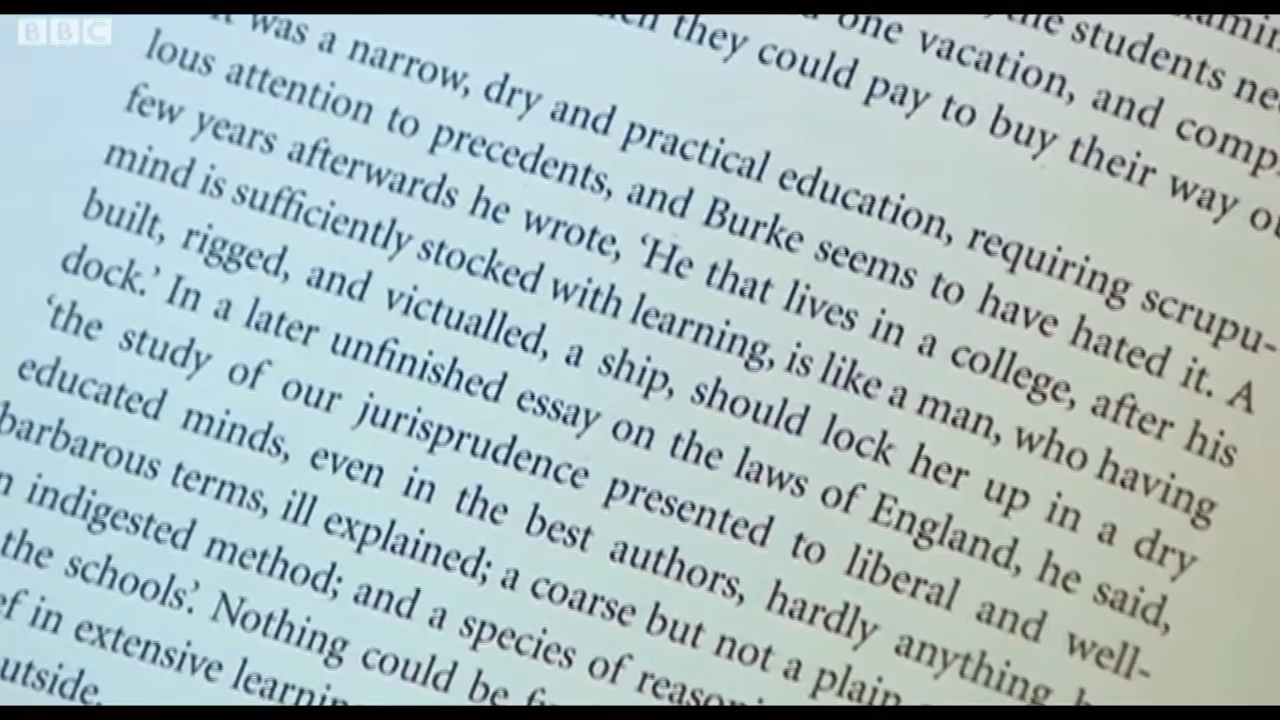 BBC
the students
one vacation, and
they could pay to buy their way
was a narrow, dry and practical education, requiring scrupu-
lous attention to precedents, and Burke seems to have hated it. A
few years afterwards he wrote, ‘He that lives in a college, after his
mind is sufficiently stocked with learning, is like a man, who having
built, rigged, and victualled, a ship, should lock her up in a dry
dock.’ In a later unfinished essay on the laws of England, he said,
‘the study of our jurisprudence presented to liberal and well-
educated minds, even in the best authors, hardly anything
barbarous terms, ill explained; a coarse but not a plain
indigested method; and a species of
the schools’. Nothing could be
in extensive